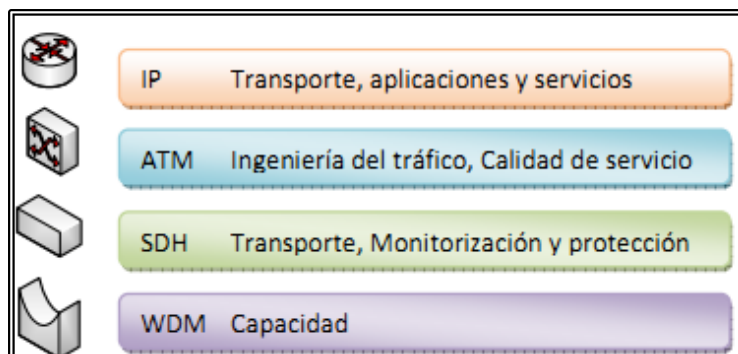 IP Transporte, aplicaciones y servicios
ATM Ingeniería del tráfico, Calidad de servicio
SDH Transporte, Monitorización y protección
WDM Capacidad